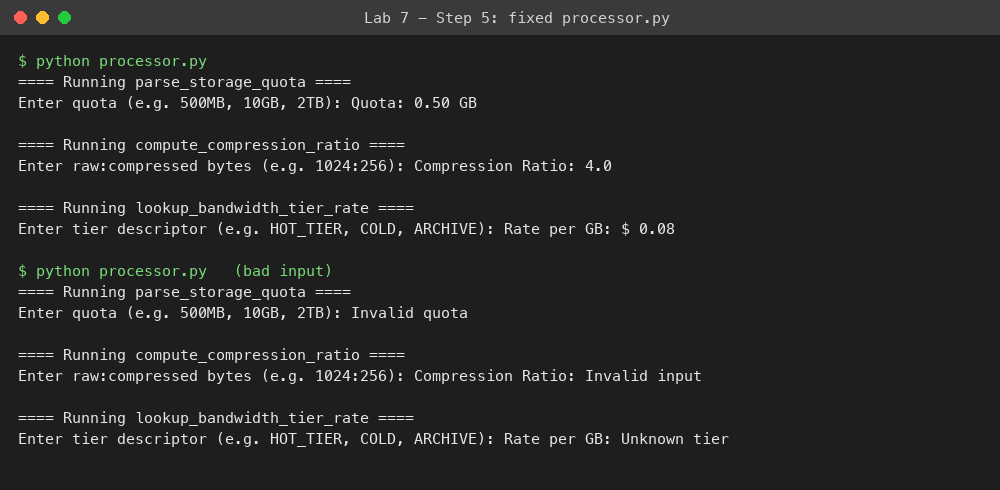 Lab 7 — Step 5: fixed processor.py
$ python processor.py
==== Running parse_storage_quota ====
Enter quota (e.g. 500MB, 10GB, 2TB): Quota: 0.50 GB
==== Running compute_compression_ratio ====
Enter raw:compressed bytes (e.g. 1024:256): Compression Ratio: 4.0
==== Running lookup_bandwidth_tier_rate ====
Enter tier descriptor (e.g. HOT_TIER, COLD, ARCHIVE): Rate per GB: $ 0.08
$ python processor.py   (bad input)
==== Running parse_storage_quota ====
Enter quota (e.g. 500MB, 10GB, 2TB): Invalid quota
==== Running compute_compression_ratio ====
Enter raw:compressed bytes (e.g. 1024:256): Compression Ratio: Invalid input
==== Running lookup_bandwidth_tier_rate ====
Enter tier descriptor (e.g. HOT_TIER, COLD, ARCHIVE): Rate per GB: Unknown tier